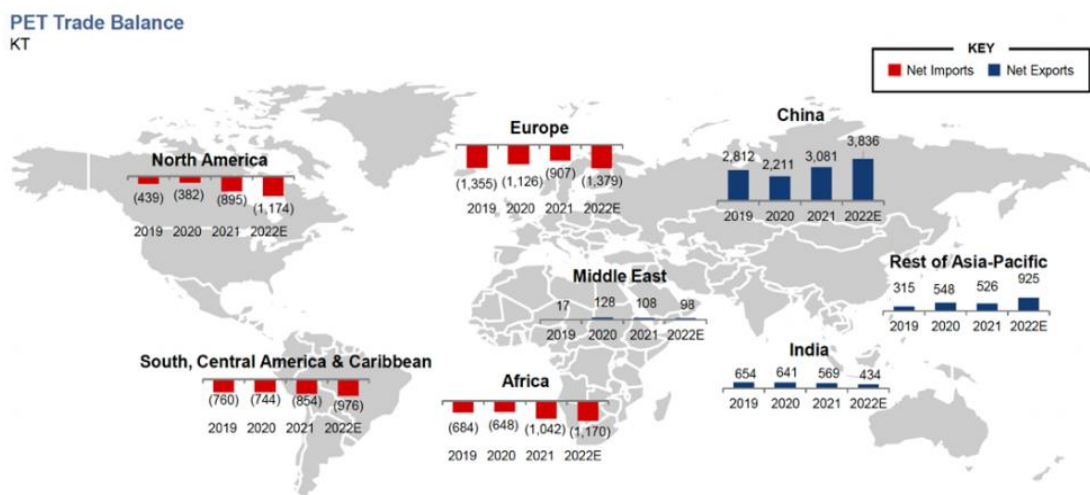 PET Trade Balance
KT
KEY
Net Imports Net Exports
North America
(439) (382) (895) (1,174)
2019 2020 2021 2022E
Europe
(1,355) (1,126) (907) (1,379)
2019 2020 2021 2022E
China
2,812 2,211 3,081 3,836
2019 2020 2021 2022E
Middle East
17 128 108 98
2019 2020 2021 2022E
Rest of Asia-Pacific
315 548 526 925
2019 2020 2021 2022E
South, Central America & Caribbean
(760) (744) (854) (976)
2019 2020 2021 2022E
Africa
(684) (648) (1,042) (1,170)
2019 2020 2021 2022E
India
654 641 569 434
2019 2020 2021 2022E